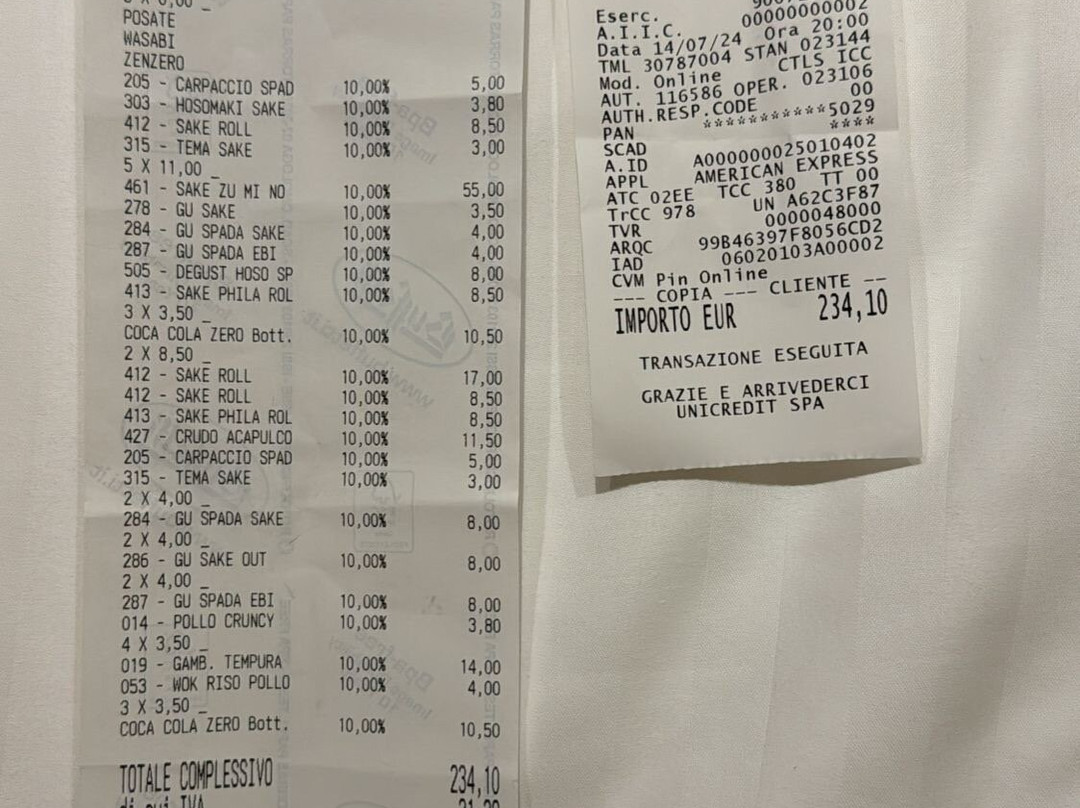 POSATE
WASABI
ZENZERO
205 - CARPACCIO SPAD 10,00% 5,00
303 - HOSOMAKI SAKE 10,00% 3,80
412 - SAKE ROLL 10,00% 8,50
315 - TEMA SAKE 10,00% 3,00
5 X 11,00 _
461 - SAKE ZU MI NO 10,00% 55,00
278 - GU SAKE 10,00% 3,50
284 - GU SPADA SAKE 10,00% 4,00
287 - GU SPADA EBI 10,00% 4,00
505 - DEGUST HOSO SP 10,00% 8,00
413 - SAKE PHILA ROL 10,00% 8,50
3 X 3,50 _
COCA COLA ZERO Bott. 10,00% 10,50
2 X 8,50 _
412 - SAKE ROLL 10,00% 17,00
412 - SAKE ROLL 10,00% 8,50
413 - SAKE PHILA ROL 10,00% 8,50
427 - CRUDO ACAPULCO 10,00% 11,50
205 - CARPACCIO SPAD 10,00% 5,00
315 - TEMA SAKE 10,00% 3,00
2 X 4,00 _
284 - GU SPADA SAKE 10,00% 8,00
2 X 4,00 _
286 - GU SAKE OUT 10,00% 8,00
2 X 4,00 _
287 - GU SPADA EBI 10,00% 8,00
014 - POLLO CRUNCY 10,00% 3,80
4 X 3,50 _
019 - GAMB. TEMPURA 10,00% 14,00
053 - WOK RISO POLLO 10,00% 4,00
3 X 3,50 _
COCA COLA ZERO Bott. 10,00% 10,50
TOTALE COMPLESSIVO 234,10
di cui IVA
Eserc.
A.I.I.C. 00000000002
Data 14/07/24 Ora 20:00
TML 30787004 STAN 023144
Mod. Online CTLS ICC
AUT. 116586 OPER. 023106
AUTH.RESP.CODE 00
PAN ***********5029
SCAD ****
A.ID A000000025010402
APPL AMERICAN EXPRESS
ATC 02EE TCC 380 TT 00
TrCC 978 UN A62C3F87
TVR 0000048000
ARQC 99B46397F8056CD2
IAD 06020103A00002
CVM Pin Online
--- COPIA --- CLIENTE --
IMPORTO EUR 234,10
TRANSAZIONE ESEGUITA
GRAZIE E ARRIVEDERCI
UNICREDIT SPA